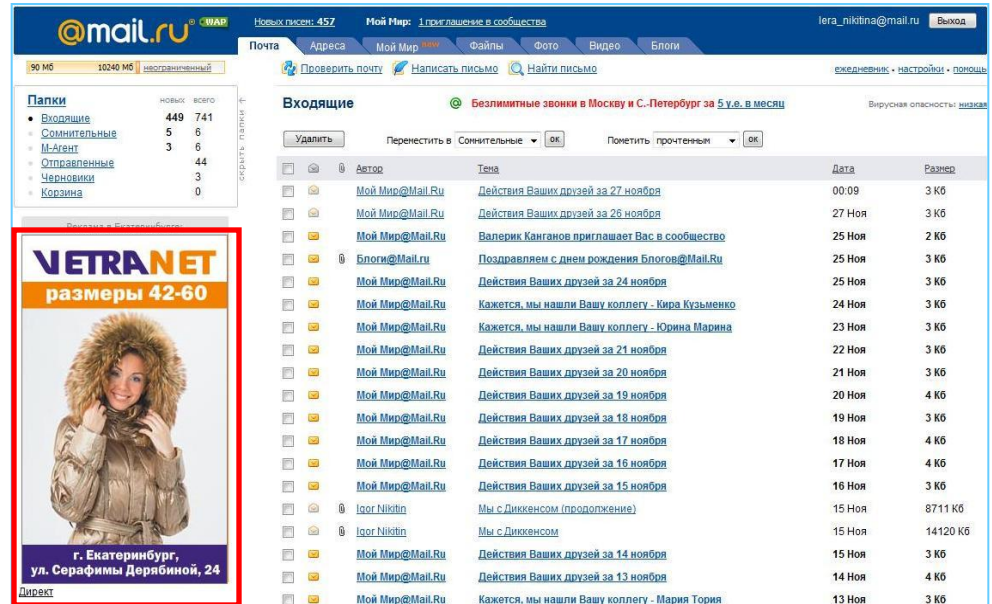 @mail.ru® WAP
Новых писем: 457 Мой Мир: 1 приглашение в сообщества lera_nikitina@mail.ru Выход
Почта Адреса Мой Мир new Файлы Фото Видео Блоги
90 Мб 10240 Мб неограниченный Проверить почту Написать письмо Найти письмо ежедневник • настройки • помощь
Папки новых всего
Входящие 449 741
Сомнительные 5 6
М-Агент 3 6
Отправленные 44
Черновики 3
Корзина 0
скрыть папки
Реклама в Екатеринбурге:
VETRANET
размеры 42-60
г. Екатеринбург,
ул. Серафимы Дерябиной, 24
Директ
Входящие @ Безлимитные звонки в Москву и С.-Петербург за 5 у.е. в месяц Вирусная опасность: низкая
Удалить Переместить в Сомнительные ок Пометить прочтенным ок
Автор Тема Дата Размер
Мой Мир@Mail.Ru Действия Ваших друзей за 27 ноября 00:09 3 Кб
Мой Мир@Mail.Ru Действия Ваших друзей за 26 ноября 27 Ноя 3 Кб
Мой Мир@Mail.Ru Валерик Канганов приглашает Вас в сообщество 25 Ноя 2 Кб
Блоги@Mail.ru Поздравляем с днем рождения Блогов@Mail.Ru 25 Ноя 3 Кб
Мой Мир@Mail.Ru Действия Ваших друзей за 24 ноября 25 Ноя 3 Кб
Мой Мир@Mail.Ru Кажется, мы нашли Вашу коллегу - Кира Кузьменко 24 Ноя 3 Кб
Мой Мир@Mail.Ru Кажется, мы нашли Вашу коллегу - Юрина Марина 23 Ноя 3 Кб
Мой Мир@Mail.Ru Действия Ваших друзей за 21 ноября 22 Ноя 3 Кб
Мой Мир@Mail.Ru Действия Ваших друзей за 20 ноября 21 Ноя 3 Кб
Мой Мир@Mail.Ru Действия Ваших друзей за 19 ноября 20 Ноя 4 Кб
Мой Мир@Mail.Ru Действия Ваших друзей за 18 ноября 19 Ноя 3 Кб
Мой Мир@Mail.Ru Действия Ваших друзей за 17 ноября 18 Ноя 4 Кб
Мой Мир@Mail.Ru Действия Ваших друзей за 16 ноября 17 Ноя 4 Кб
Мой Мир@Mail.Ru Действия Ваших друзей за 15 ноября 16 Ноя 3 Кб
Igor Nikitin Мы с Диккенсом (продолжение) 15 Ноя 8711 Кб
Igor Nikitin Мы с Диккенсом 15 Ноя 14120 Кб
Мой Мир@Mail.Ru Действия Ваших друзей за 14 ноября 15 Ноя 3 Кб
Мой Мир@Mail.Ru Действия Ваших друзей за 13 ноября 14 Ноя 4 Кб
Мой Мир@Mail.Ru Кажется, мы нашли Вашу коллегу - Мария Тория 13 Ноя 3 Кб